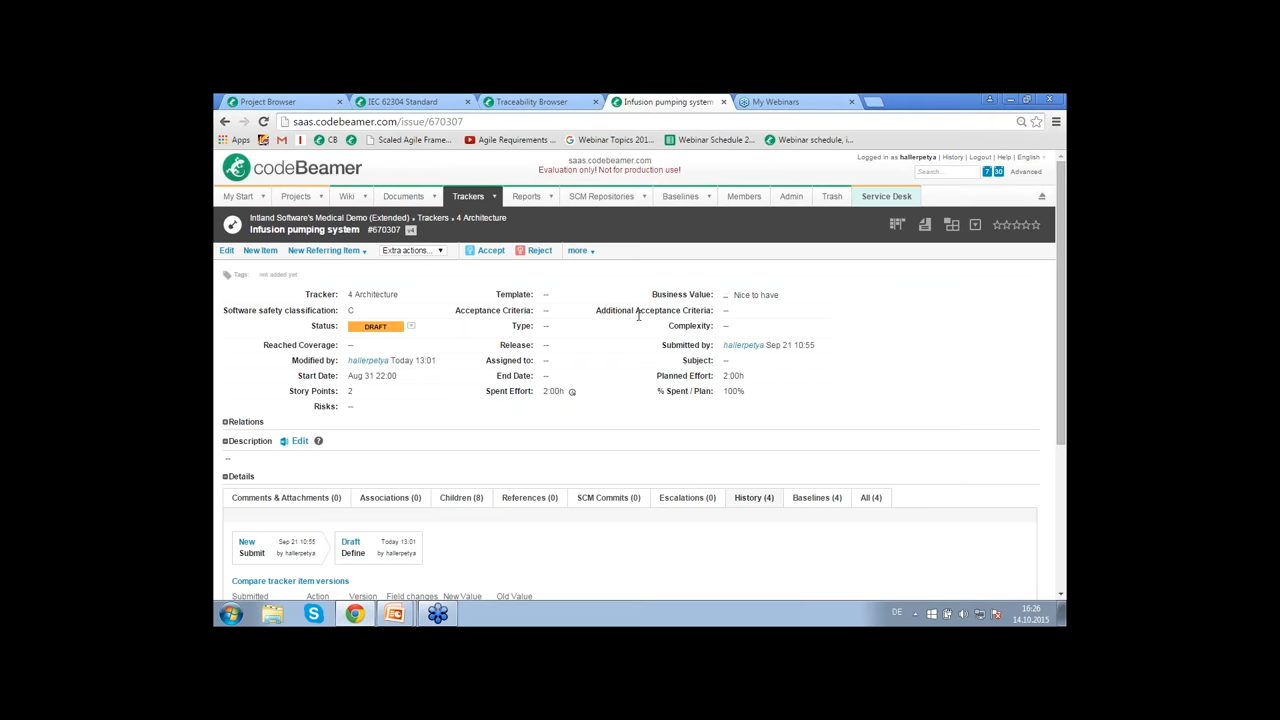 Project Browser IEC 62304 Standard Traceability Browser Infusion pumping system My Webinars
saas.codebeamer.com/issue/670307
Apps CB Scaled Agile Frame... Agile Requirements ... Webinar Topics 201... Webinar Schedule 2... Webinar schedule, i...
codeBeamer
saas.codebeamer.com
Evaluation only! Not for production use!
Logged in as hallerpetya | History | Logout | Help | English
Search... 7 30 Advanced
My Start Projects Wiki Documents Trackers Reports SCM Repositories Baselines Members Admin Trash Service Desk
Intland Software's Medical Demo (Extended) Trackers 4 Architecture
Infusion pumping system #670307 v4
Edit New Item New Referring Item Extra actions... Accept Reject more
Tags: not added yet
Tracker: 4 Architecture Template: -- Business Value: Nice to have
Software safety classification: C Acceptance Criteria: -- Additional Acceptance Criteria: --
Status: DRAFT Type: -- Complexity: --
Reached Coverage: -- Release: -- Submitted by: hallerpetya Sep 21 10:55
Modified by: hallerpetya Today 13:01 Assigned to: -- Subject: --
Start Date: Aug 31 22:00 End Date: -- Planned Effort: 2:00h
Story Points: 2 Spent Effort: 2:00h % Spent / Plan: 100%
Risks: --
Relations
Description Edit
--
Details
Comments & Attachments (0) Associations (0) Children (8) References (0) SCM Commits (0) Escalations (0) History (4) Baselines (4) All (4)
New Sep 21 10:55 Draft Today 13:01
Submit by hallerpetya Define by hallerpetya
Compare tracker item versions
Submitted Action Version Field changes New Value Old Value
DE 16:26
14.10.2015